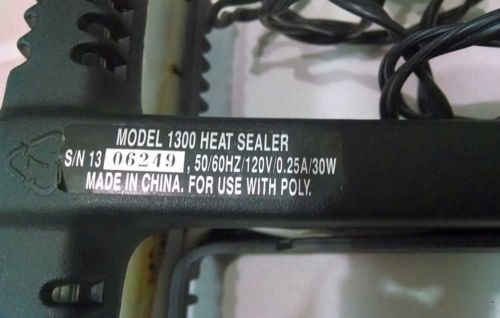 MODEL 1300 HEAT SEALER
S/N 13 06249 , 50/60HZ/120V/0.25A/30W
MADE IN CHINA. FOR USE WITH POLY.